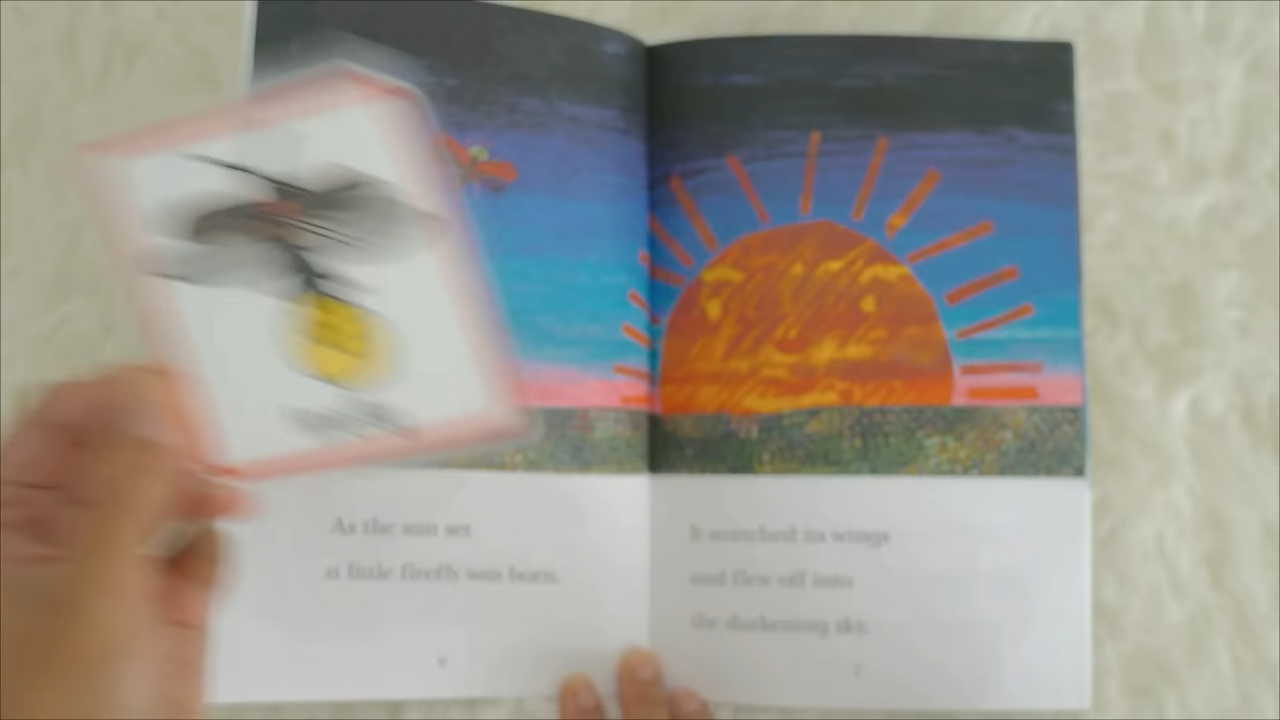 As the sun set
a little firefly was born.
It stretched its wings
and flew off into
the darkening sky.